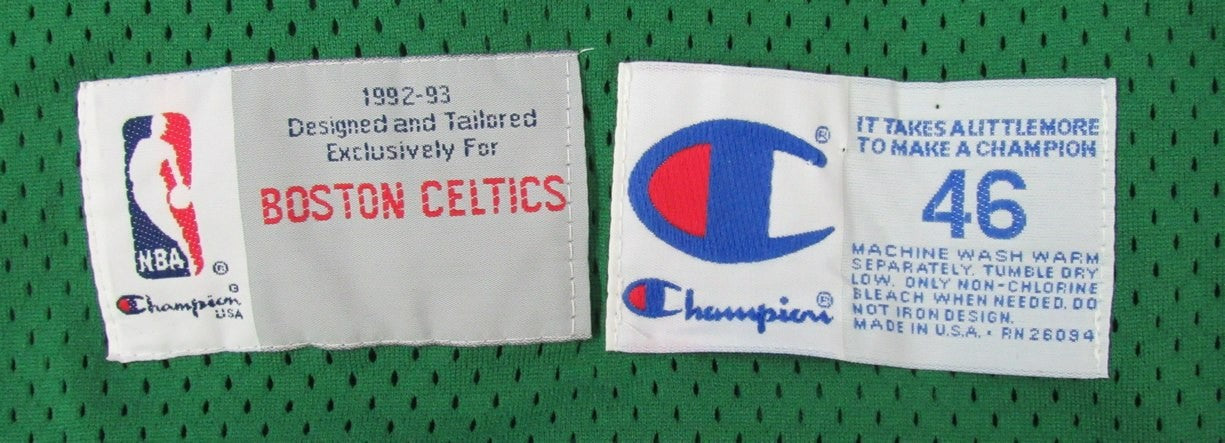 1992-93
Designed and Tailored
Exclusively For
BOSTON CELTICS
NBA
®
®
Champion
USA
®
Champion®
IT TAKES A LITTLE MORE
TO MAKE A CHAMPION
46
MACHINE WASH WARM
SEPARATELY. TUMBLE DRY
LOW. ONLY NON-CHLORINE
BLEACH WHEN NEEDED. DO
NOT IRON DESIGN.
MADE IN U.S.A. • RN 26094